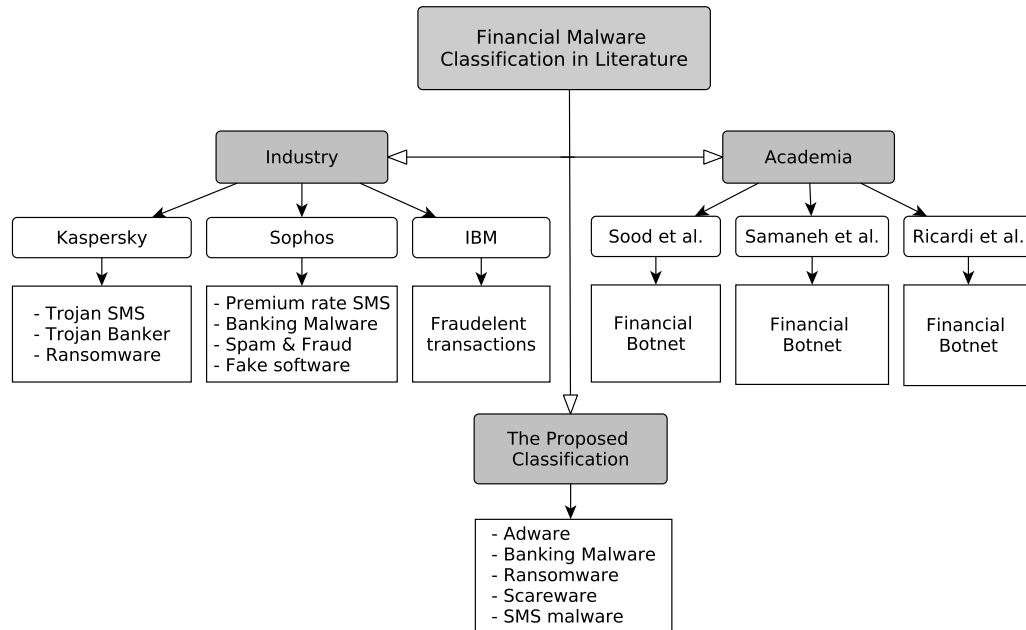 Financial Malware
Classification in Literature
Industry
Academia
Kaspersky
Sophos
IBM
Sood et al.
Samaneh et al.
Ricardi et al.
- Trojan SMS
- Trojan Banker
- Ransomware
- Premium rate SMS
- Banking Malware
- Spam & Fraud
- Fake software
Fraudelent
transactions
Financial
Botnet
Financial
Botnet
Financial
Botnet
The Proposed
Classification
- Adware
- Banking Malware
- Ransomware
- Scareware
- SMS malware